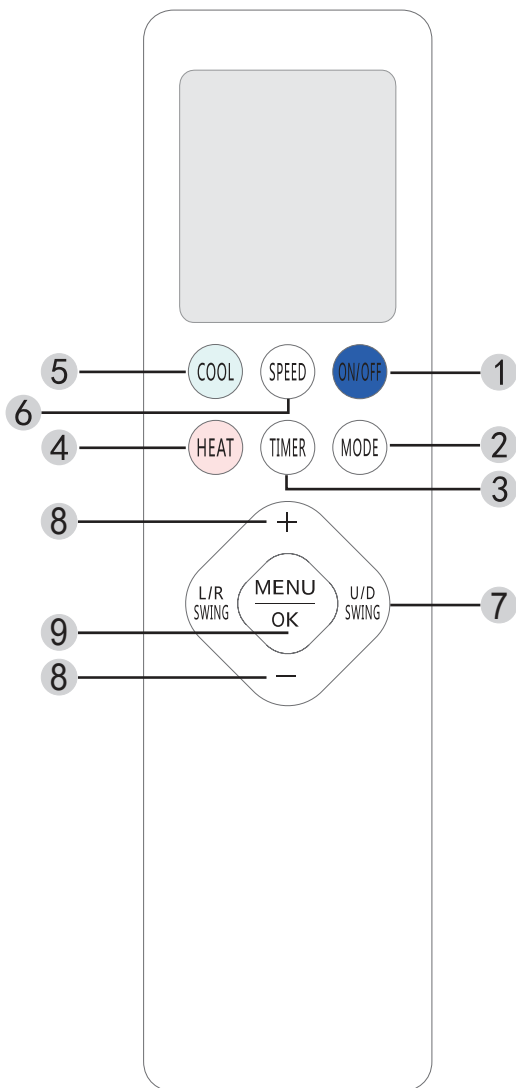 5
COOL
SPEED
ON/OFF
1
6
4
HEAT
TIMER
MODE
2
3
8
+
L/R
SWING
MENU
OK
U/D
SWING
7
9
8
−